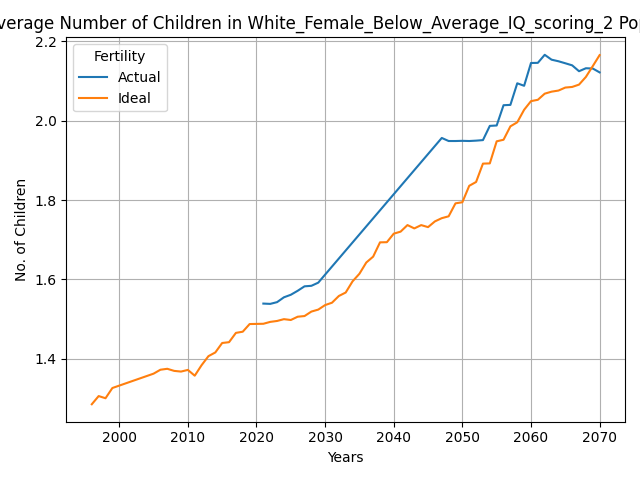 verage Number of Children in White_Female_Below_Average_IQ_scoring_2 Po
Fertility
Actual
Ideal
2.2
2.0
1.8
1.6
1.4
No. of Children
2000 2010 2020 2030 2040 2050 2060 2070
Years